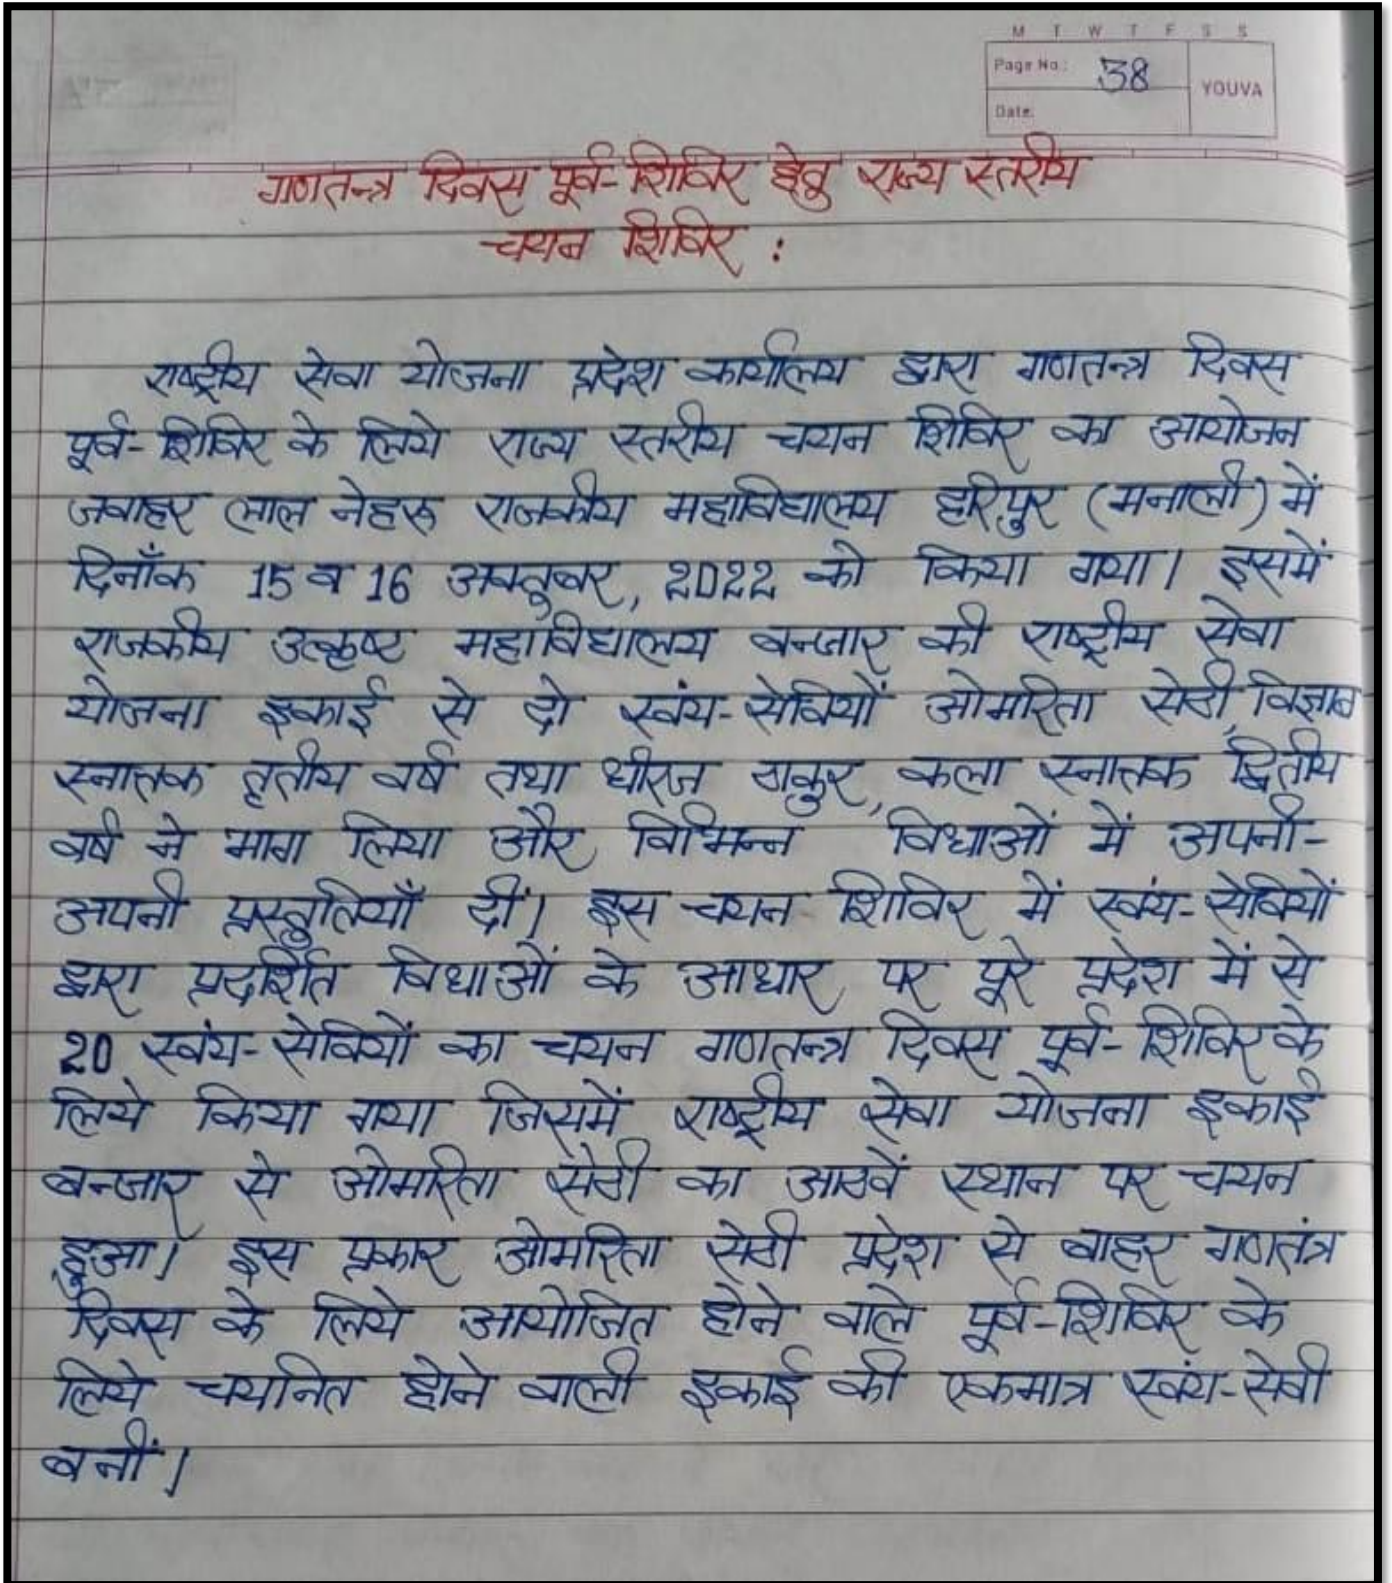 M T W T F S S
Page No.: 38
YOUVA
Date:
गणतन्त्र दिवस पूर्व-शिविर हेतु राज्य स्तरीय
चयन शिविर :
राष्ट्रीय सेवा योजना प्रदेश कार्यालय द्वारा गणतन्त्र दिवस
पूर्व-शिविर के लिये राज्य स्तरीय चयन शिविर का आयोजन
जवाहर लाल नेहरू राजकीय महाविद्यालय हरिपुर (मनाली) में
दिनाँक 15 व 16 अक्तूबर, 2022 को किया गया। इसमें
राजकीय उत्कृष्ट महाविद्यालय बन्जार की राष्ट्रीय सेवा
योजना इकाई से दो स्वंय-सेवियों ओमरिता सेठी, विज्ञान
स्नातक तृतीय वर्ष तथा धीरज ठाकुर, कला स्नातक द्वितीय
वर्ष ने भाग लिया और विभिन्न विधाओं में अपनी-
अपनी प्रस्तुतियाँ दीं। इस चयन शिविर में स्वंय-सेवियों
द्वारा प्रदर्शित विधाओं के आधार पर पूरे प्रदेश में से
20 स्वंय-सेवियों का चयन गणतन्त्र दिवस पूर्व-शिविर के
लिये किया गया जिसमें राष्ट्रीय सेवा योजना इकाई
बन्जार से ओमरिता सेठी का आठवें स्थान पर चयन
हुआ। इस प्रकार ओमरिता सेठी प्रदेश से बाहर गणतंत्र
दिवस के लिये आयोजित होने वाले पूर्व-शिविर के
लिये चयनित होने वाली इकाई की एकमात्र स्वंय-सेवी
बनीं।